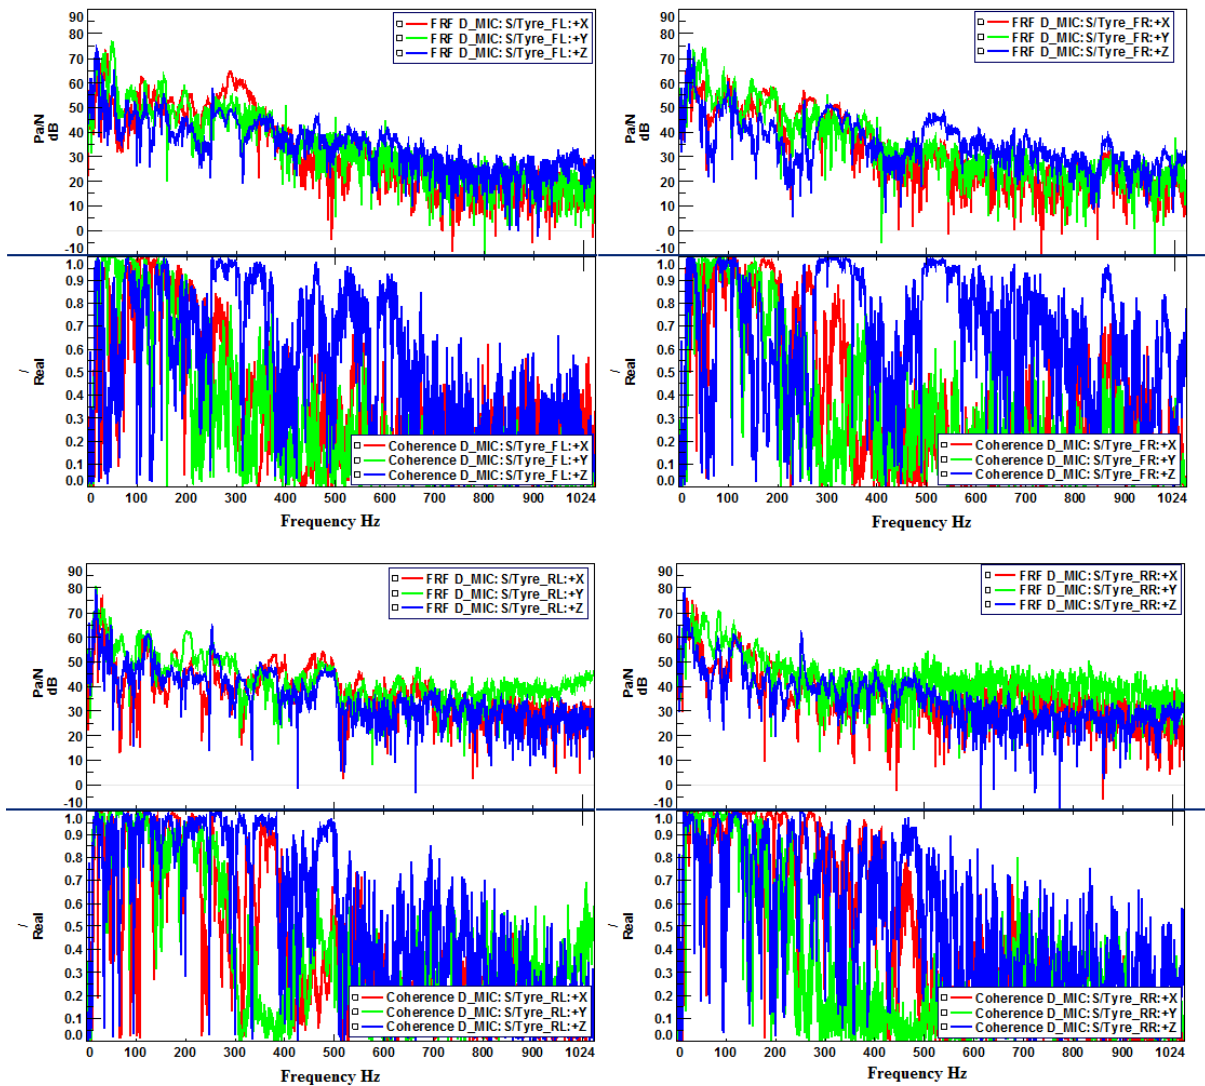 90
80
70
60
50
40
30
20
10
0
-10
Pa/N
dB
FRF D_MIC: S/Tyre_FL:+X
FRF D_MIC: S/Tyre_FL:+Y
FRF D_MIC: S/Tyre_FL:+Z
1.0
0.9
0.8
0.7
0.6
0.5
0.4
0.3
0.2
0.1
0.0
/
Real
Coherence D_MIC: S/Tyre_FL:+X
Coherence D_MIC: S/Tyre_FL:+Y
Coherence D_MIC: S/Tyre_FL:+Z
0 100 200 300 400 500 600 700 800 900 1024
Frequency Hz
90
80
70
60
50
40
30
20
10
0
-10
Pa/N
dB
FRF D_MIC: S/Tyre_FR:+X
FRF D_MIC: S/Tyre_FR:+Y
FRF D_MIC: S/Tyre_FR:+Z
1.0
0.9
0.8
0.7
0.6
0.5
0.4
0.3
0.2
0.1
0.0
/
Real
Coherence D_MIC: S/Tyre_FR:+X
Coherence D_MIC: S/Tyre_FR:+Y
Coherence D_MIC: S/Tyre_FR:+Z
0 100 200 300 400 500 600 700 800 900 1024
Frequency Hz
90
80
70
60
50
40
30
20
10
0
-10
Pa/N
dB
FRF D_MIC: S/Tyre_RL:+X
FRF D_MIC: S/Tyre_RL:+Y
FRF D_MIC: S/Tyre_RL:+Z
1.0
0.9
0.8
0.7
0.6
0.5
0.4
0.3
0.2
0.1
0.0
/
Real
Coherence D_MIC: S/Tyre_RL:+X
Coherence D_MIC: S/Tyre_RL:+Y
Coherence D_MIC: S/Tyre_RL:+Z
0 100 200 300 400 500 600 700 800 900 1024
Frequency Hz
90
80
70
60
50
40
30
20
10
0
-10
Pa/N
dB
FRF D_MIC: S/Tyre_RR:+X
FRF D_MIC: S/Tyre_RR:+Y
FRF D_MIC: S/Tyre_RR:+Z
1.0
0.9
0.8
0.7
0.6
0.5
0.4
0.3
0.2
0.1
0.0
/
Real
Coherence D_MIC: S/Tyre_RR:+X
Coherence D_MIC: S/Tyre_RR:+Y
Coherence D_MIC: S/Tyre_RR:+Z
0 100 200 300 400 500 600 700 800 900 1024
Frequency Hz